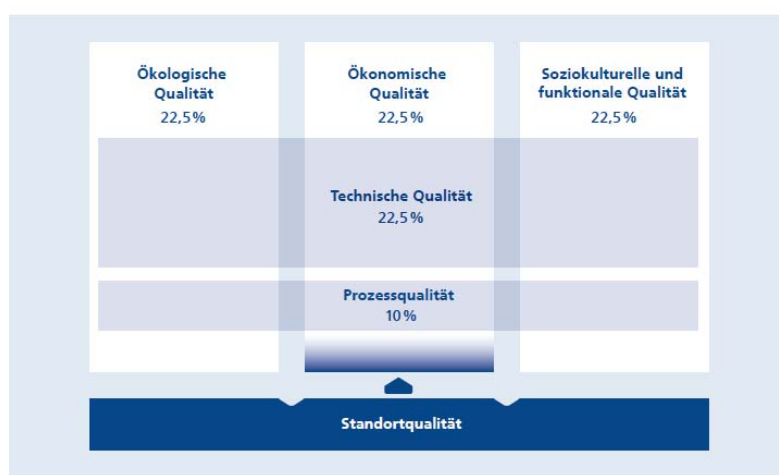 Ökologische
Qualität
22,5%
Ökonomische
Qualität
22,5%
Soziokulturelle und
funktionale Qualität
22,5%
Technische Qualität
22,5%
Prozessqualität
10%
Standortqualität